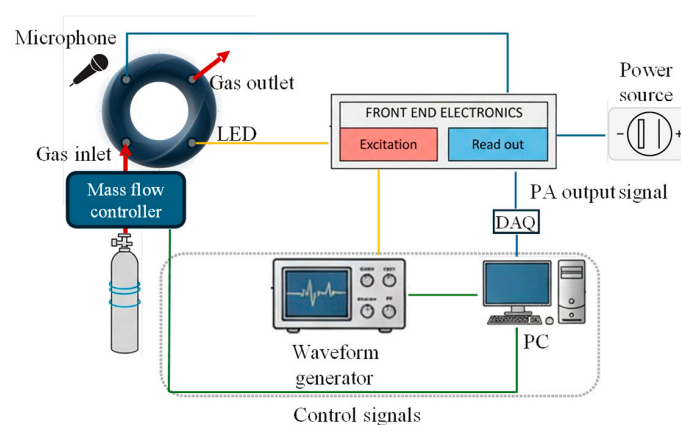 Microphone
Gas outlet
Power
source
FRONT END ELECTRONICS
Excitation
Read out
LED
Gas inlet
- +
Mass flow
controller
PA output signal
DAQ
PC
Waveform
generator
Control signals